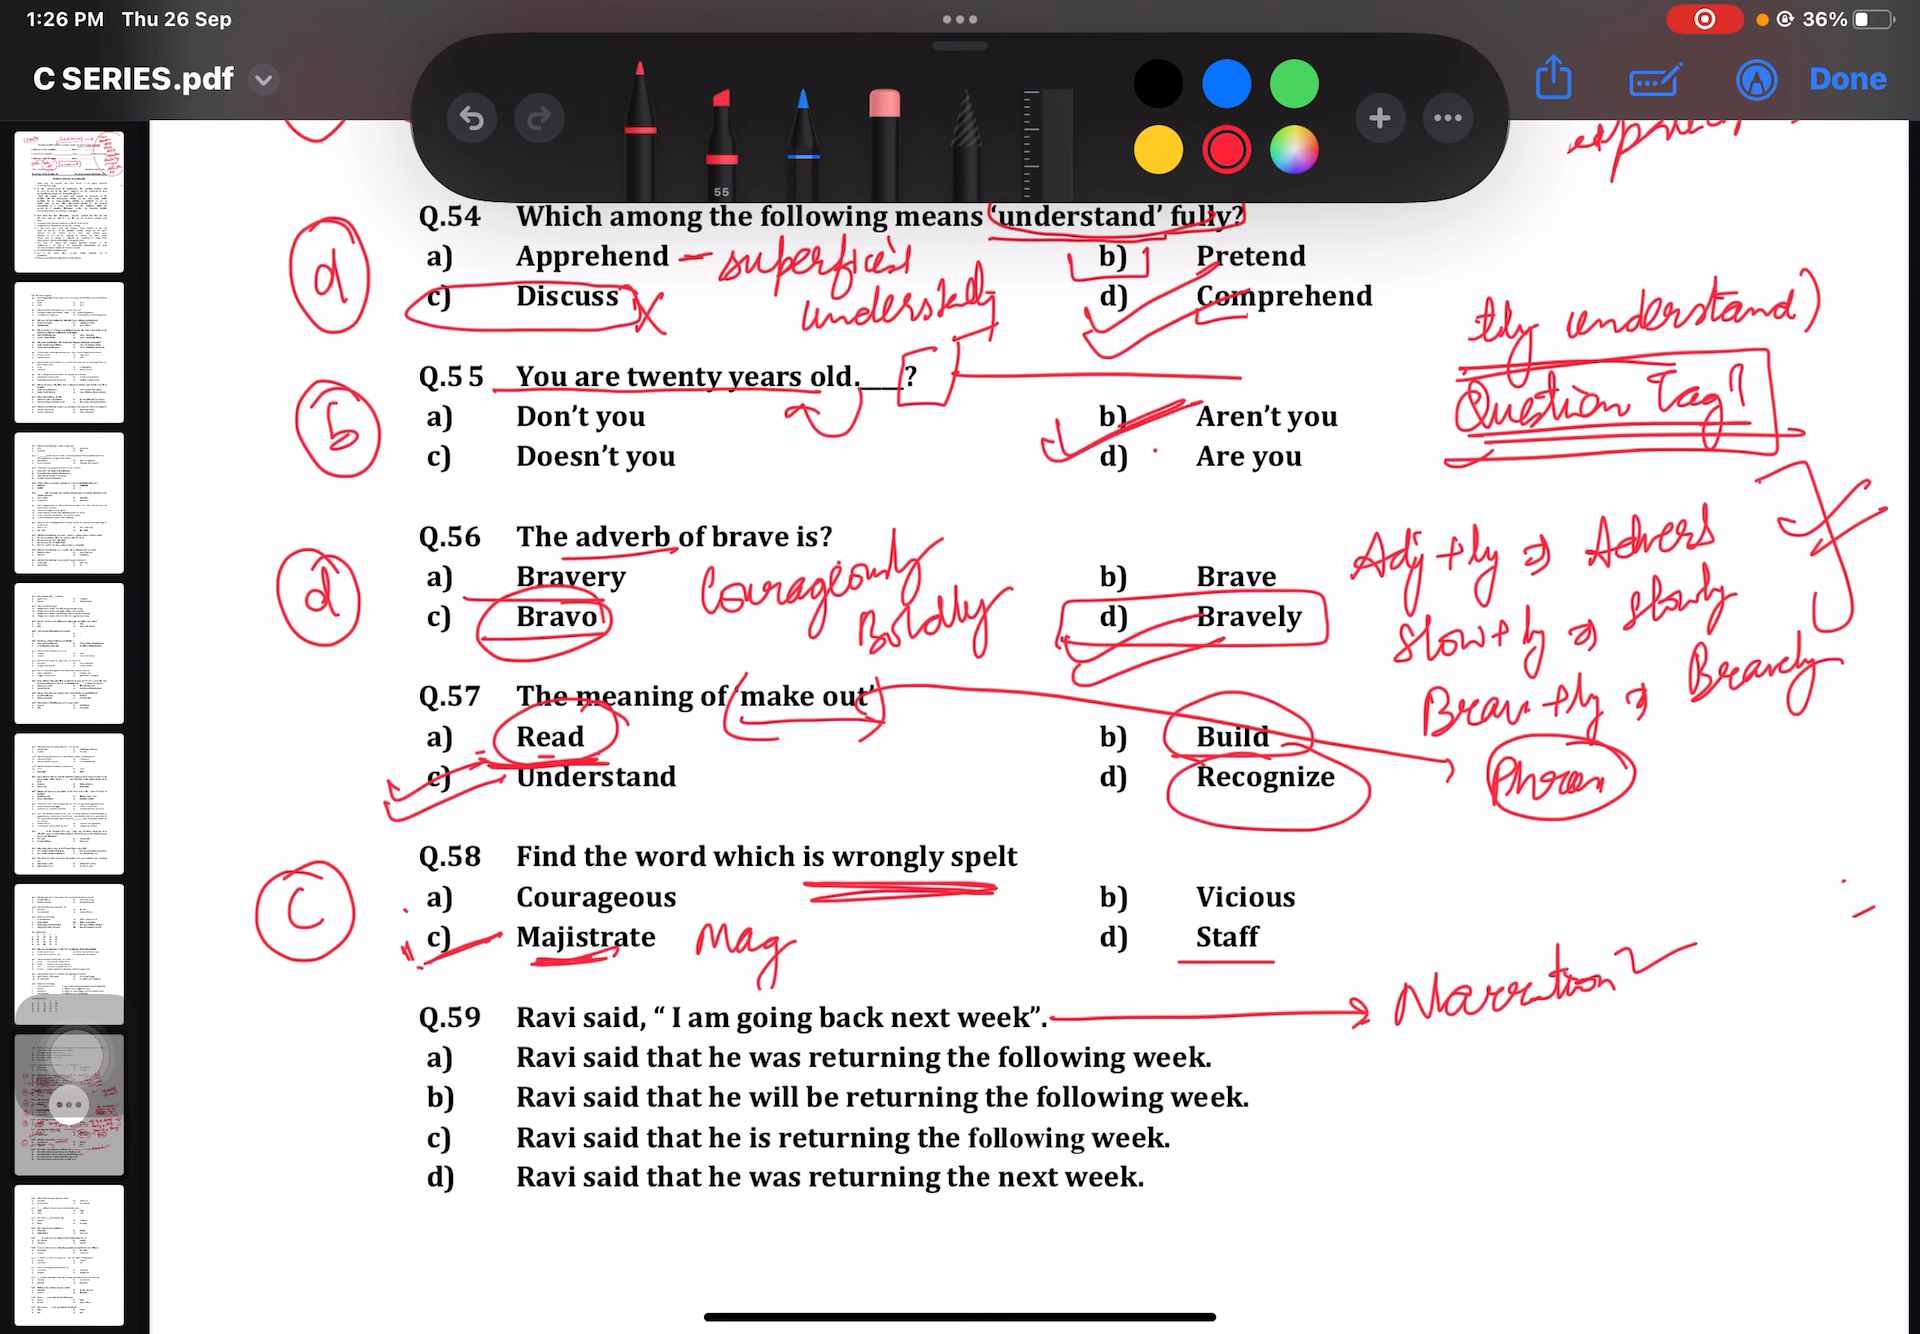 1:26 PM Thu 26 Sep
36%
C SERIES.pdf
Done
55
Q.54 Which among the following means ‘understand’ fully?
d
a) Apprehend – superficial understady
b) Pretend
c) Discuss X
d) Comprehend
tly understand)
Q.55 You are twenty years old.____?
b
a) Don’t you
b) Aren’t you
c) Doesn’t you
d) Are you
Question Tag
Q.56 The adverb of brave is?
d
a) Bravery
b) Brave
c) Bravo
d) Bravely
Courageously
Boldly
Adj + ly ⇒ Adverb
Slow + ly ⇒ slowly
Brave + ly ⇒ Bravely
Q.57 The meaning of ‘make out’
a) Read
b) Build
c) Understand
d) Recognize
Q.58 Find the word which is wrongly spelt
C
a) Courageous
b) Vicious
c) Majistrate Mag
d) Staff
Q.59 Ravi said, “ I am going back next week”. Narration
a) Ravi said that he was returning the following week.
b) Ravi said that he will be returning the following week.
c) Ravi said that he is returning the following week.
d) Ravi said that he was returning the next week.